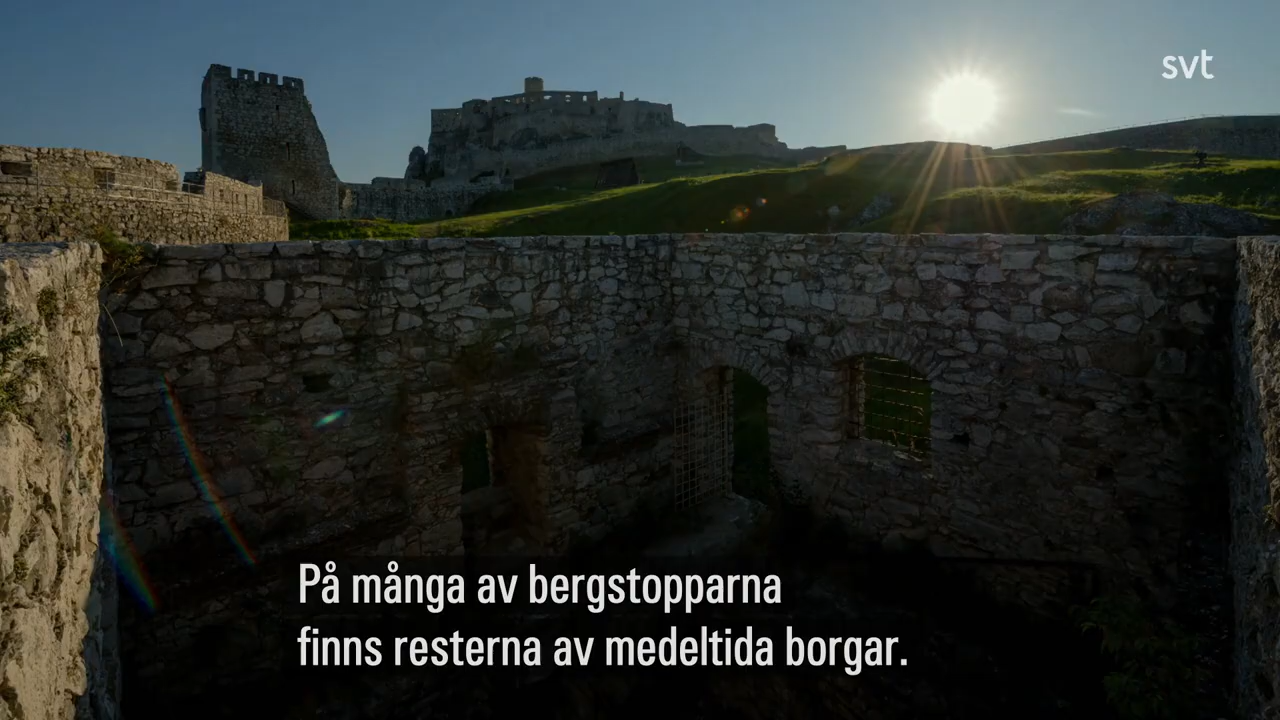 svt
På många av bergstopparna
finns resterna av medeltida borgar.